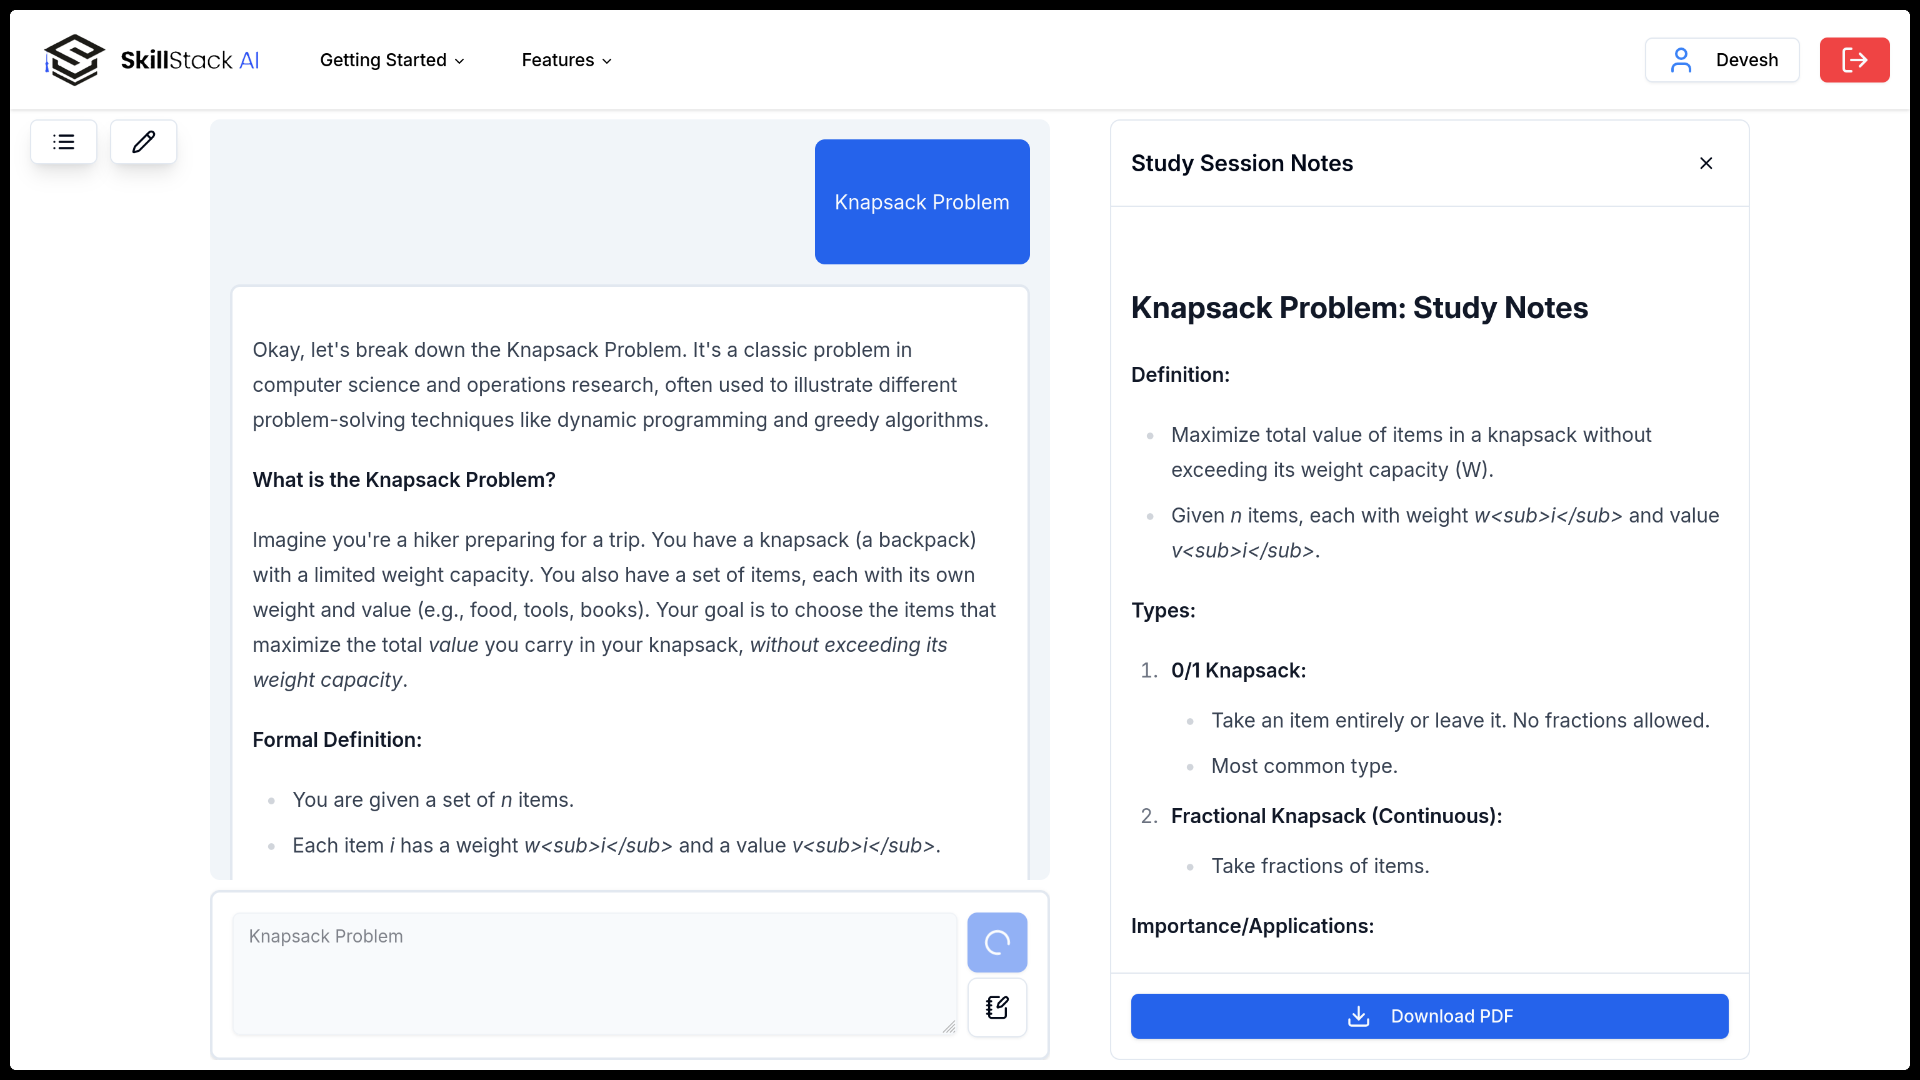 SkillStack AI
Getting Started
Features
Devesh
Knapsack Problem
Okay, let's break down the Knapsack Problem. It's a classic problem in
computer science and operations research, often used to illustrate different
problem-solving techniques like dynamic programming and greedy algorithms.
What is the Knapsack Problem?
Imagine you're a hiker preparing for a trip. You have a knapsack (a backpack)
with a limited weight capacity. You also have a set of items, each with its own
weight and value (e.g., food, tools, books). Your goal is to choose the items that
maximize the total value you carry in your knapsack, without exceeding its
weight capacity.
Formal Definition:
You are given a set of n items.
Each item i has a weight w<sub>i</sub> and a value v<sub>i</sub>.
Knapsack Problem
Study Session Notes
Knapsack Problem: Study Notes
Definition:
Maximize total value of items in a knapsack without
exceeding its weight capacity (W).
Given n items, each with weight w<sub>i</sub> and value
v<sub>i</sub>.
Types:
1. 0/1 Knapsack:
Take an item entirely or leave it. No fractions allowed.
Most common type.
2. Fractional Knapsack (Continuous):
Take fractions of items.
Importance/Applications:
Download PDF